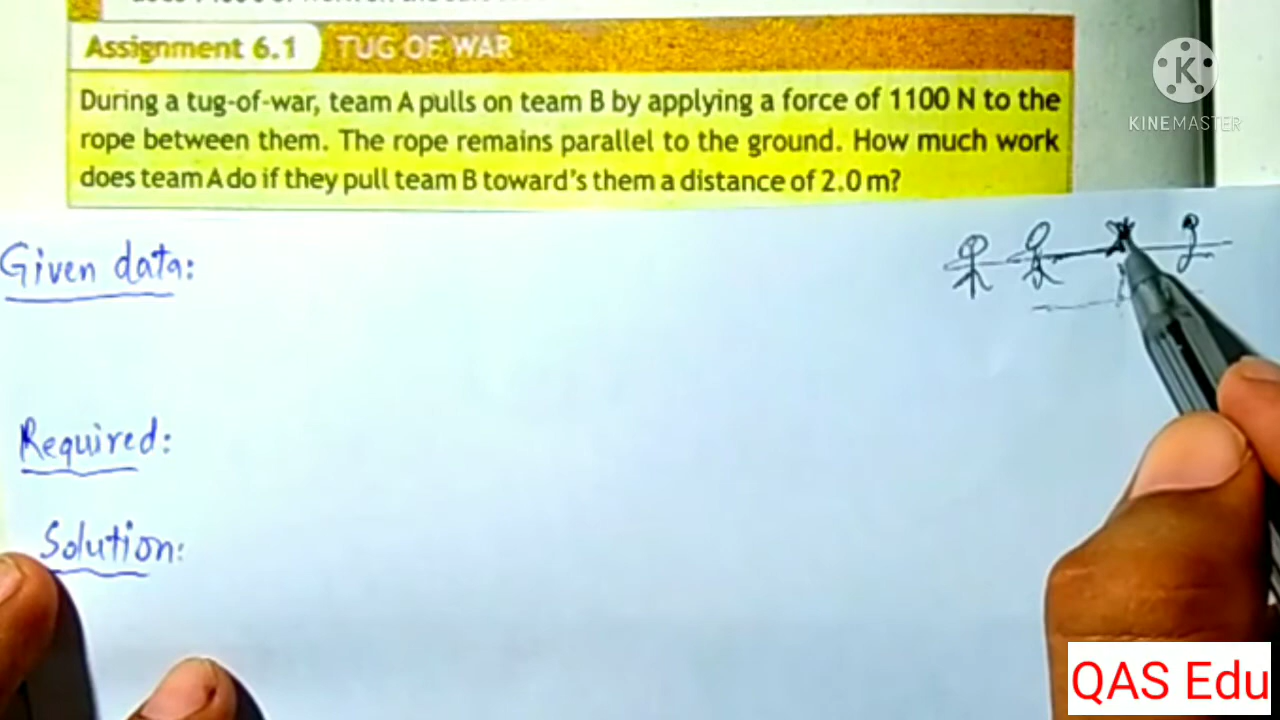 Assignment 6.1 TUG OF WAR
During a tug-of-war, team A pulls on team B by applying a force of 1100 N to the
rope between them. The rope remains parallel to the ground. How much work
does team A do if they pull team B toward's them a distance of 2.0 m?
K
KINEMASTER
Given data:
Required:
Solution:
QAS Edu